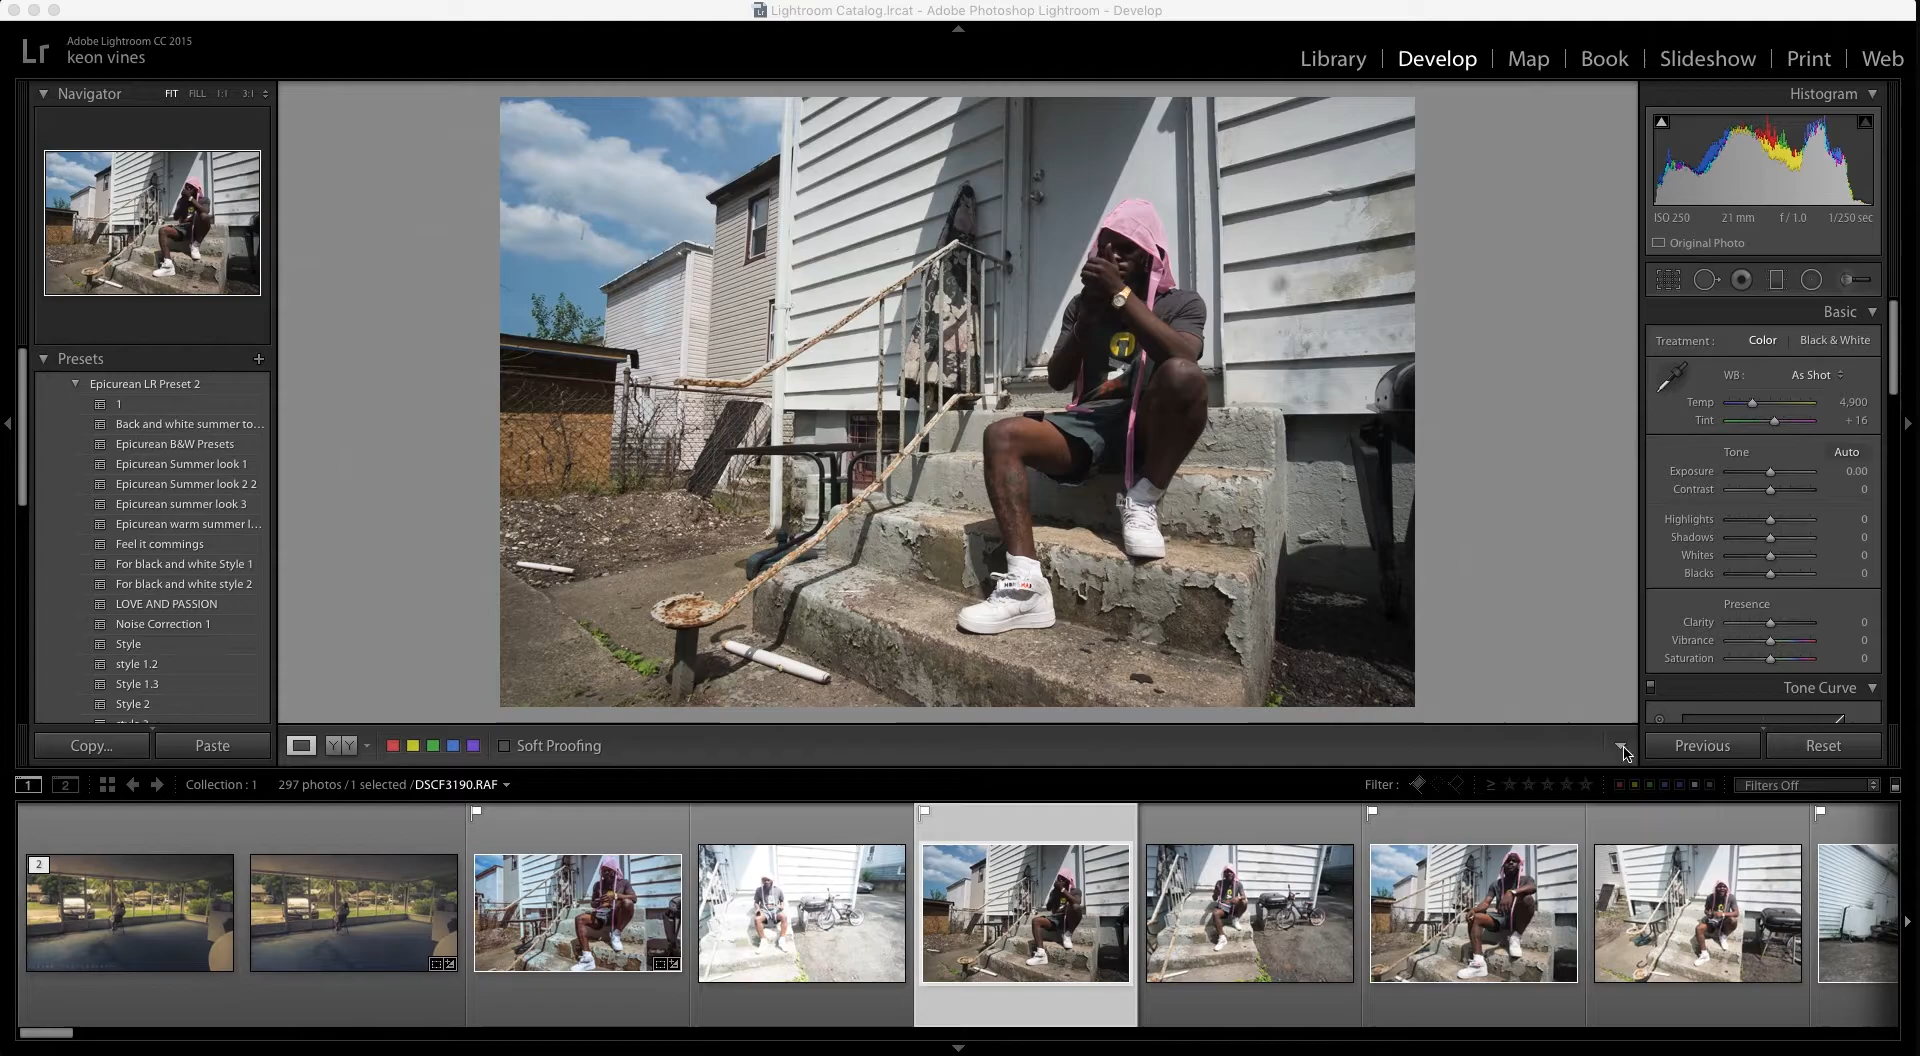 Lightroom Catalog.lrcat - Adobe Photoshop Lightroom - Develop
Lr
Adobe Lightroom CC 2015
keon vines
Library | Develop | Map | Book | Slideshow | Print | Web
Navigator FIT FILL 1:1 3:1
Histogram
ISO 250 21 mm f / 1.0 1/250 sec
Original Photo
Basic
Treatment : Color Black & White
WB : As Shot
Temp 4,900
Tint + 16
Tone Auto
Exposure 0.00
Contrast 0
Highlights 0
Shadows 0
Whites 0
Blacks 0
Presence
Clarity 0
Vibrance 0
Saturation 0
Tone Curve
Presets +
Epicurean LR Preset 2
1
Back and white summer to...
Epicurean B&W Presets
Epicurean Summer look 1
Epicurean Summer look 2 2
Epicurean summer look 3
Epicurean warm summer l...
Feel it commings
For black and white Style 1
For black and white style 2
LOVE AND PASSION
Noise Correction 1
Style
style 1.2
Style 1.3
Style 2
Copy... Paste
YY
Soft Proofing
Previous Reset
1 2 Collection : 1 297 photos / 1 selected / DSCF3190.RAF
Filter : ≥ Filters Off
2